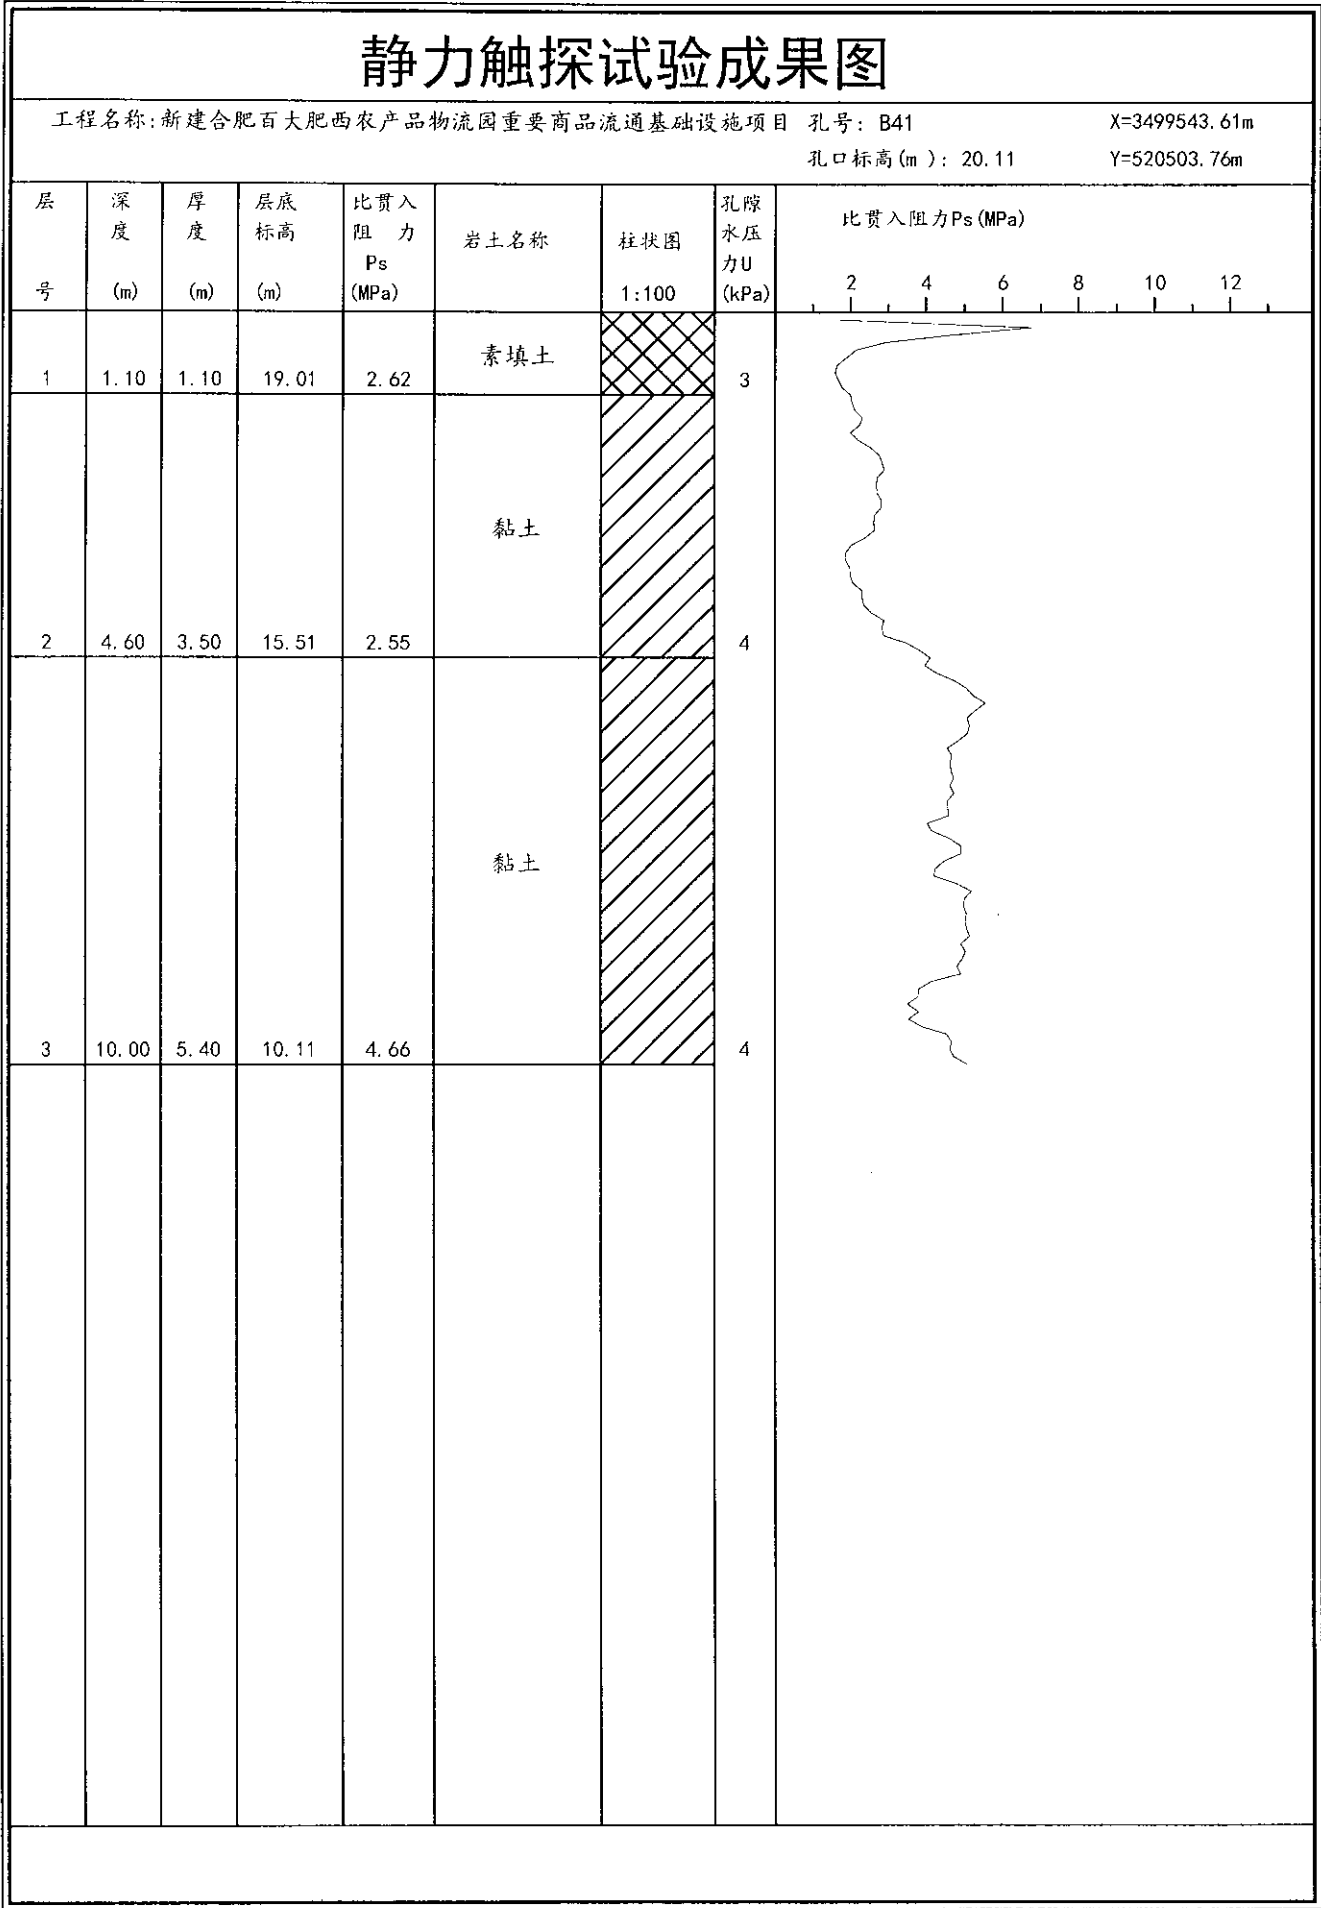 静力触探试验成果图
工程名称:新建合肥百大肥西农产品物流园重要商品流通基础设施项目 孔号: B41 X=3499543.61m
孔口标高(m): 20.11 Y=520503.76m
层号 深度(m) 厚度(m) 层底标高(m) 比贯入阻力Ps(MPa) 岩土名称 柱状图1:100 孔隙水压力U(kPa) 比贯入阻力Ps(MPa)
2 4 6 8 10 12
素填土
1 1.10 1.10 19.01 2.62 3
黏土
2 4.60 3.50 15.51 2.55 4
黏土
3 10.00 5.40 10.11 4.66 4